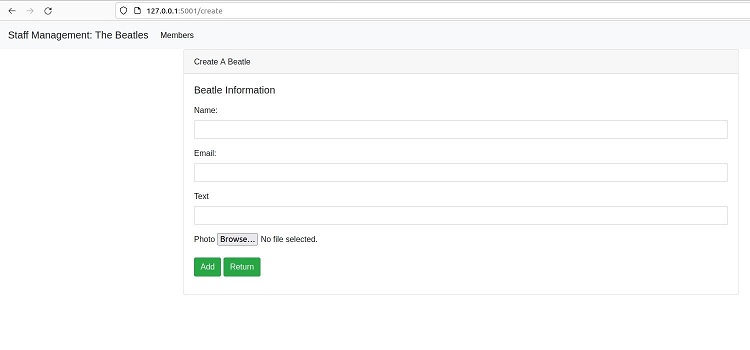 127.0.0.1:5001/create
Staff Management: The Beatles Members
Create A Beatle
Beatle Information
Name:
Email:
Text
Photo Browse... No file selected.
Add Return